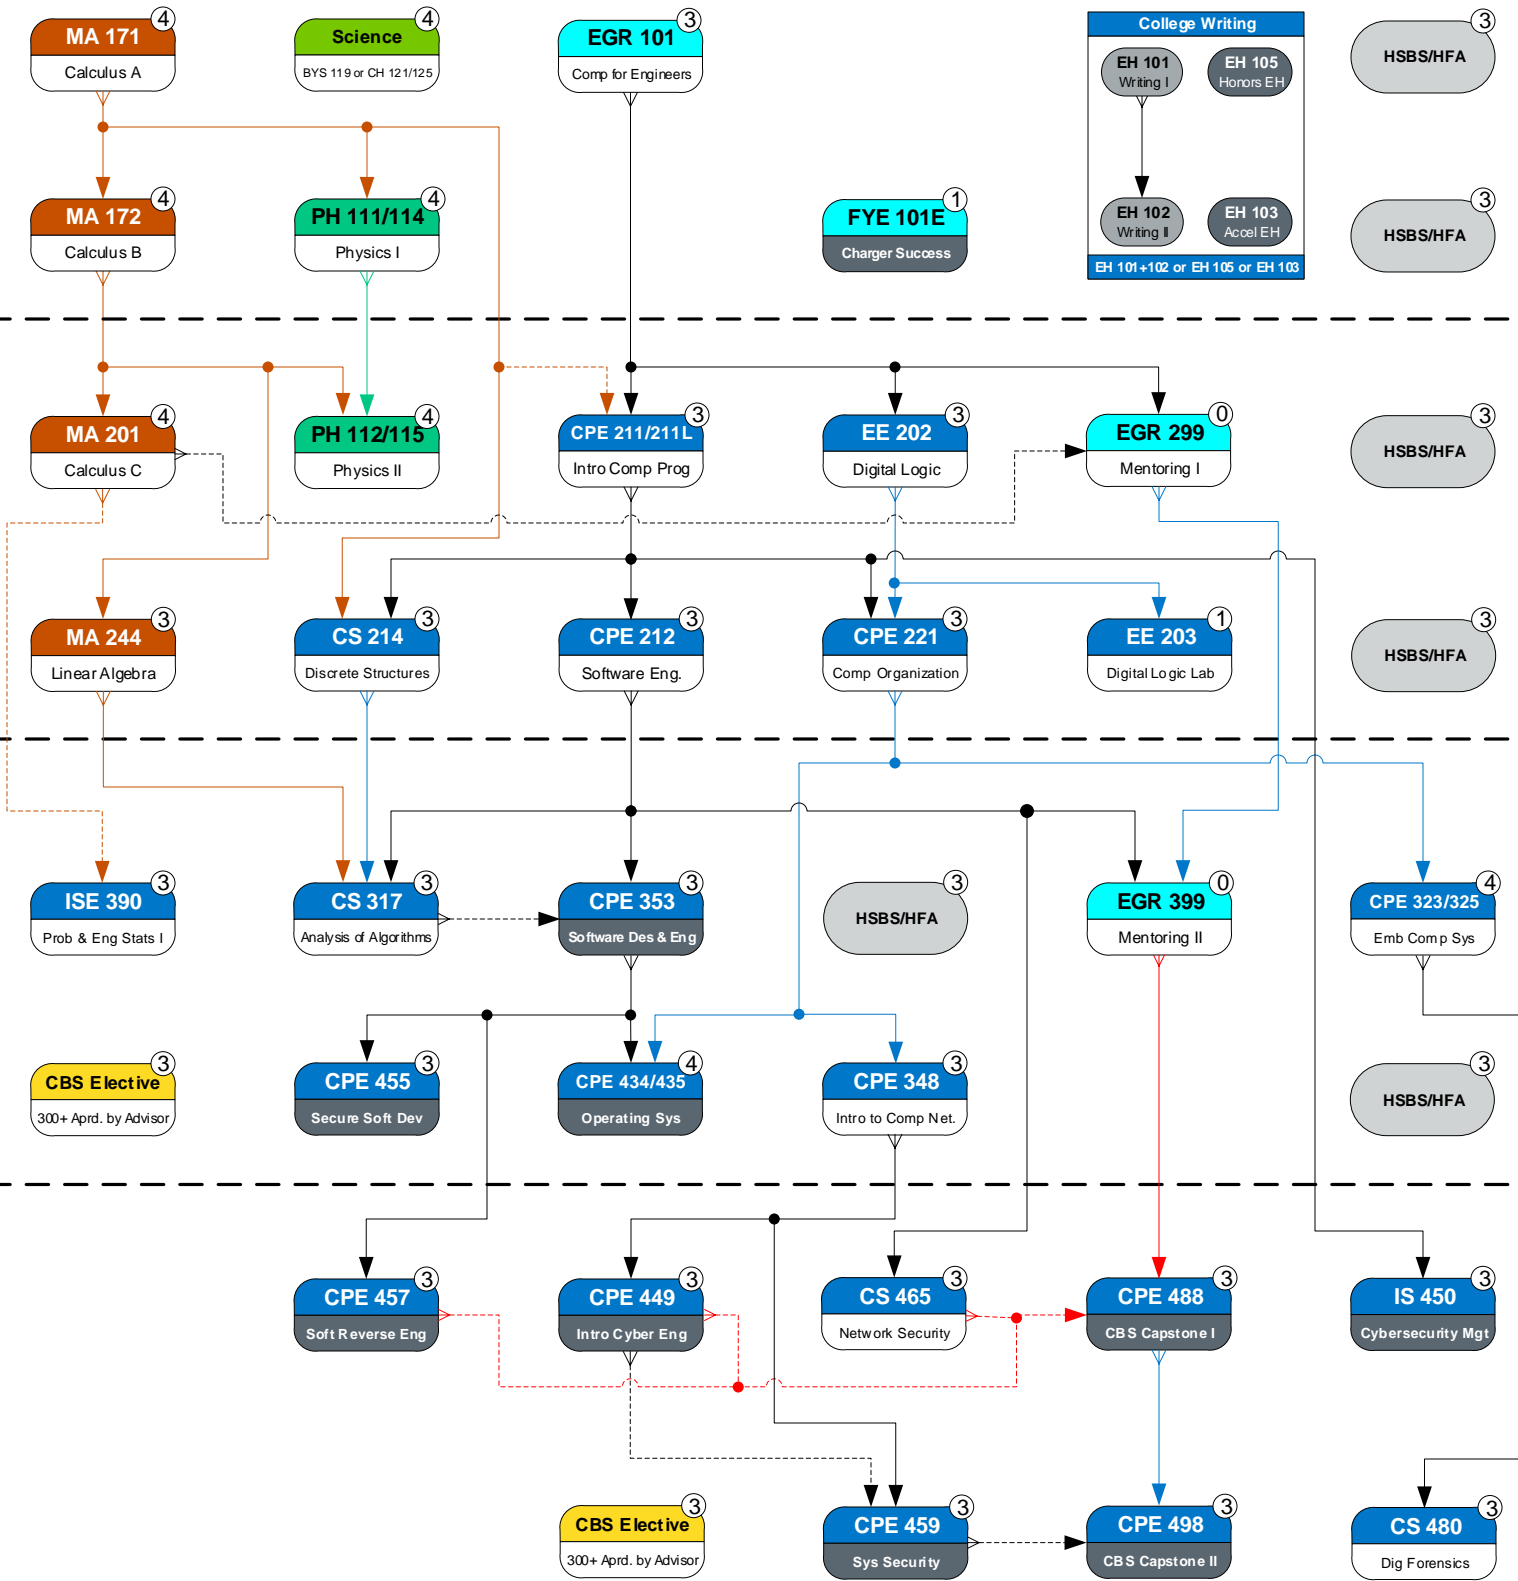 4
MA 171
Calculus A
4
Science
BYS 119 or CH 121/125
3
EGR 101
Comp for Engineers
College Writing
EH 101
Writing I
EH 105
Honors EH
EH 102
Writing II
EH 103
Accel EH
EH 101+102 or EH 105 or EH 103
3
HSBS/HFA
4
MA 172
Calculus B
4
PH 111/114
Physics I
1
FYE 101E
Charger Success
3
HSBS/HFA
4
MA 201
Calculus C
4
PH 112/115
Physics II
3
CPE 211/211L
Intro Comp Prog
3
EE 202
Digital Logic
0
EGR 299
Mentoring I
3
HSBS/HFA
3
MA 244
Linear Algebra
3
CS 214
Discrete Structures
3
CPE 212
Software Eng.
3
CPE 221
Comp Organization
1
EE 203
Digital Logic Lab
3
HSBS/HFA
3
ISE 390
Prob & Eng Stats I
3
CS 317
Analysis of Algorithms
3
CPE 353
Software Des & Eng
3
HSBS/HFA
0
EGR 399
Mentoring II
4
CPE 323/325
Emb Comp Sys
3
CBS Elective
300+ Aprd. by Advisor
3
CPE 455
Secure Soft Dev
4
CPE 434/435
Operating Sys
3
CPE 348
Intro to Comp Net.
3
HSBS/HFA
3
CPE 457
Soft Reverse Eng
3
CPE 449
Intro Cyber Eng
3
CS 465
Network Security
3
CPE 488
CBS Capstone I
3
IS 450
Cybersecurity Mgt
3
CBS Elective
300+ Aprd. by Advisor
3
CPE 459
Sys Security
3
CPE 498
CBS Capstone II
3
CS 480
Dig Forensics